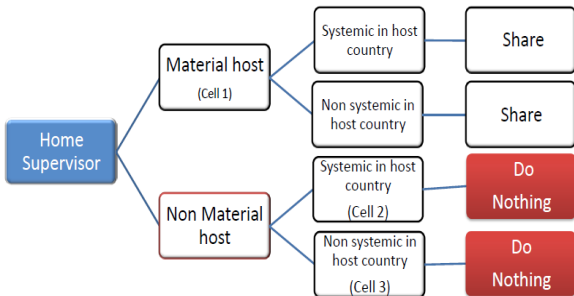 Home
Supervisor
Material host
(Cell 1)
Systemic in host
country
Share
Non systemic in
host country
Share
Non Material
host
Systemic in host
country
(Cell 2)
Do
Nothing
Non systemic in host
country
(Cell 3)
Do
Nothing